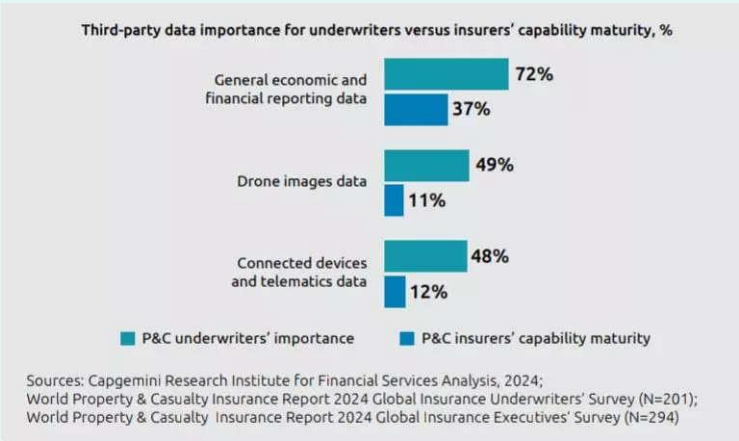 Third-party data importance for underwriters versus insurers’ capability maturity, %
General economic and
financial reporting data
72%
37%
Drone images data
49%
11%
Connected devices
and telematics data
48%
12%
P&C underwriters’ importance
P&C insurers’ capability maturity
Sources: Capgemini Research Institute for Financial Services Analysis, 2024;
World Property & Casualty Insurance Report 2024 Global Insurance Underwriters’ Survey (N=201);
World Property & Casualty Insurance Report 2024 Global Insurance Executives’ Survey (N=294)